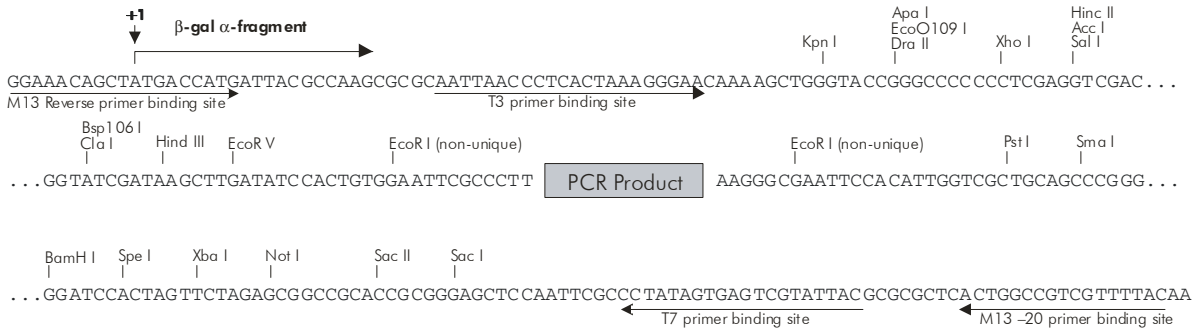 +1
β-gal α-fragment
Apa I
EcoO109 I
Dra II
Hinc II
Acc I
Sal I
Kpn I
Xho I
GGAAACAGCTATGACCATGATTACGCCAAGCGCGCAATTAACCCTCACTAAAGGGAACAAAAGCTGGGTACCGGGCCCCCCCTCGAGGTCGAC...
M13 Reverse primer binding site
T3 primer binding site
Bsp106 I
Cla I
Hind III
EcoR V
EcoR I (non-unique)
EcoR I (non-unique)
Pst I
Sma I
...GGTATCGATAAGCTTGATATCCACTGTGGAATTCGCCCTT PCR Product AAGGGCGAATTCCACATTGGTCGCTGCAGCCCGGG...
BamH I
Spe I
Xba I
Not I
Sac II
Sac I
...GGATCCACTAGTTCTAGAGCGGCCGCACCGCGGGAGCTCCAATTCGCCCTATAGTGAGTCGTATTACGCGCGCTCACTGGCCGTCGTTTTACAA
T7 primer binding site
M13 –20 primer binding site